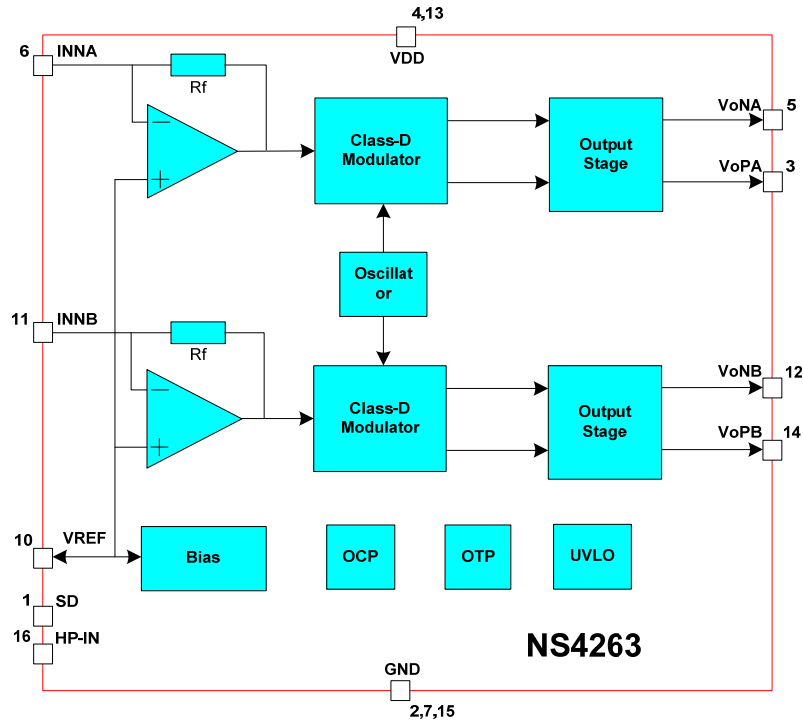 4,13
VDD
6
INNA
Rf
Class-D
Modulator
Output
Stage
VoNA
5
VoPA
3
Oscillat
or
11
INNB
Rf
Class-D
Modulator
Output
Stage
VoNB
12
VoPB
14
10
VREF
Bias
OCP
OTP
UVLO
1
SD
16
HP-IN
NS4263
GND
2,7,15